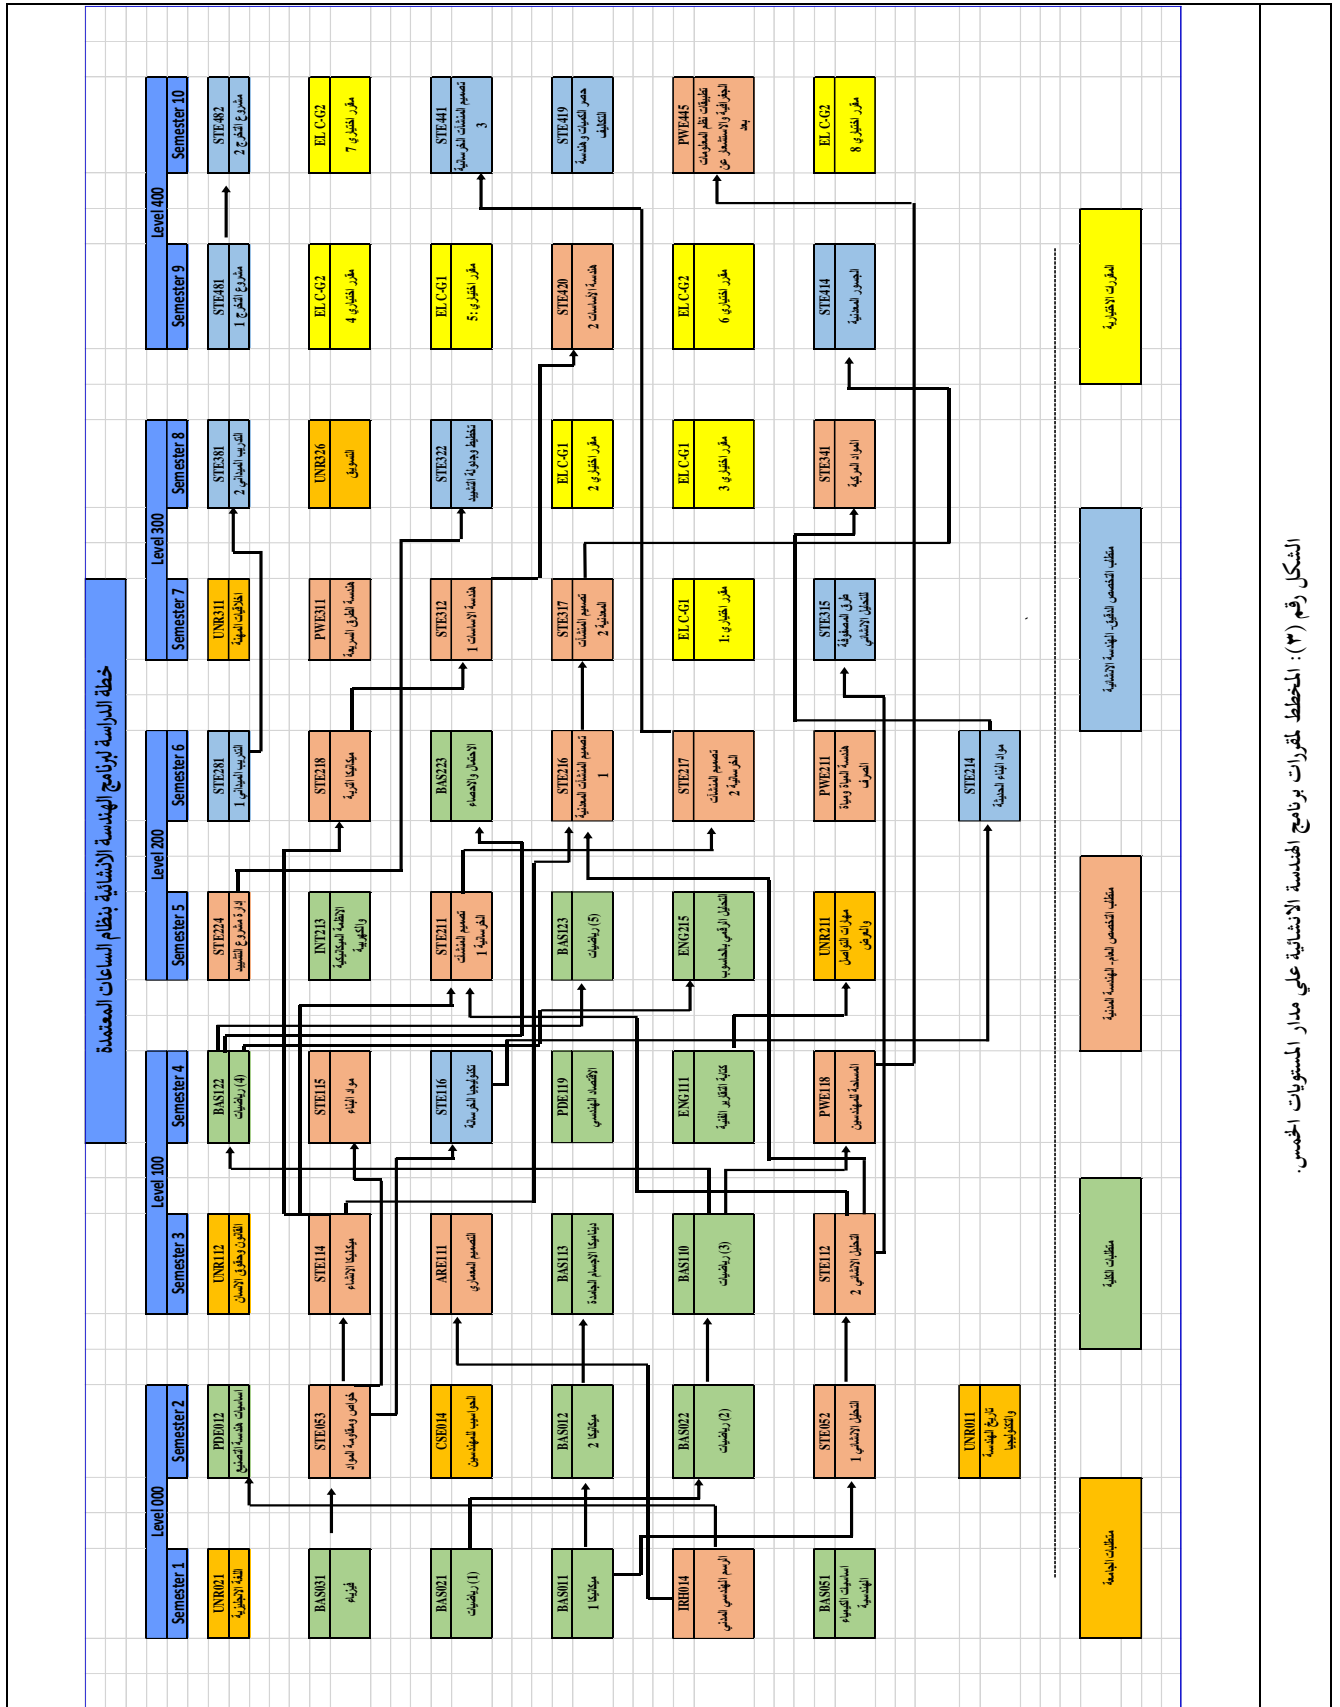 خطة الدراسة لبرنامج الهندسة الانشائية بنظام الساعات المعتمدة
Level 000
Level 100
Level 200
Level 300
Level 400
Semester 1
Semester 2
Semester 3
Semester 4
Semester 5
Semester 6
Semester 7
Semester 8
Semester 9
Semester 10
UNR021
اللغة الانجليزية
PDE012
اساسيات هندسة التصنيع
UNR112
القانون وحقوق الانسان
BAS122
رياضيات (4)
STE224
إدارة مشروع التشييد
STE281
التدريب الميداني 1
UNR311
اخلاقيات المهنة
STE381
التدريب الميداني 2
STE481
مشروع التخرج 1
STE482
مشروع التخرج 2
BAS031
فيزياء
STE053
خواص ومقاومة المواد
STE114
ميكانيكا الانشاء
STE115
مواد البناء
INT213
الانظمة الميكانيكية
والكهربية
STE218
ميكانيكا التربة
PWE311
هندسة الطرق السريعة
UNR326
التسويق
EL C-G2
مقرر اختياري 4
EL C-G2
مقرر اختياري 7
BAS021
رياضيات (1)
CSE014
الحواسيب للمهندسين
ARE111
التصميم المعماري
STE116
تكنولوجيا الخرسانة
STE211
تصميم المنشآت
الخرسانية 1
BAS223
الاحتمال والاحصاء
STE312
هندسة الاساسات 1
STE322
تخطيط وجدولة التشييد
EL C-G1
مقرر اختياري :5
STE441
تصميم المنشآت الخرسانية
3
BAS011
ميكانيكا 1
BAS012
ميكانيكا 2
BAS113
ديناميكا الاجسام الجامدة
PDE119
الاقتصاد الهندسي
BAS123
رياضيات (5)
STE216
تصميم المنشآت المعدنية
1
STE317
تصميم المنشآت
المعدنية 2
EL C-G1
مقرر اختياري 2
STE420
هندسة الاساسات 2
STE419
حصر الكميات وهندسة
التكاليف
IRH014
الرسم الهندسي المدني
BAS022
رياضيات (2)
BAS110
رياضيات (3)
ENG111
كتابة التقارير الفنية
ENG215
التحليل الرقمي بالحاسوب
STE217
تصميم المنشآت
الخرسانية 2
EL C-G1
مقرر اختياري :1
EL C-G1
مقرر اختياري 3
EL C-G2
مقرر اختياري 6
PWE445
تطبيقات نظم المعلومات
الجغرافية والاستشعار عن
بعد
BAS051
اساسيات الكيمياء
الهندسية
STE052
التحليل الانشائي 1
STE112
التحليل الانشائي 2
PWE118
المساحة للمهندسين
UNR211
مهارات التواصل
والعرض
PWE211
هندسة المياة ومياة
الصرف
STE315
طرق المصفوفة
للتحليل الانشائي
STE341
المواد المركبة
STE414
الجسور المعدنية
EL C-G2
مقرر اختياري 8
UNR011
تاريخ الهندسة
والتكنولوجيا
STE214
مواد البناء الحديثة
متطلبات الجامعة
متطلبات الكلية
متطلب التخصص العام- الهندسة المدنية
متطلب التخصص الدقيق- الهندسة الانشائية
المقررات الاختيارية
الشكل رقم (٣): المخطط لمقررات برنامج الهندسة الانشائية علي مدار المستويات الخمس.